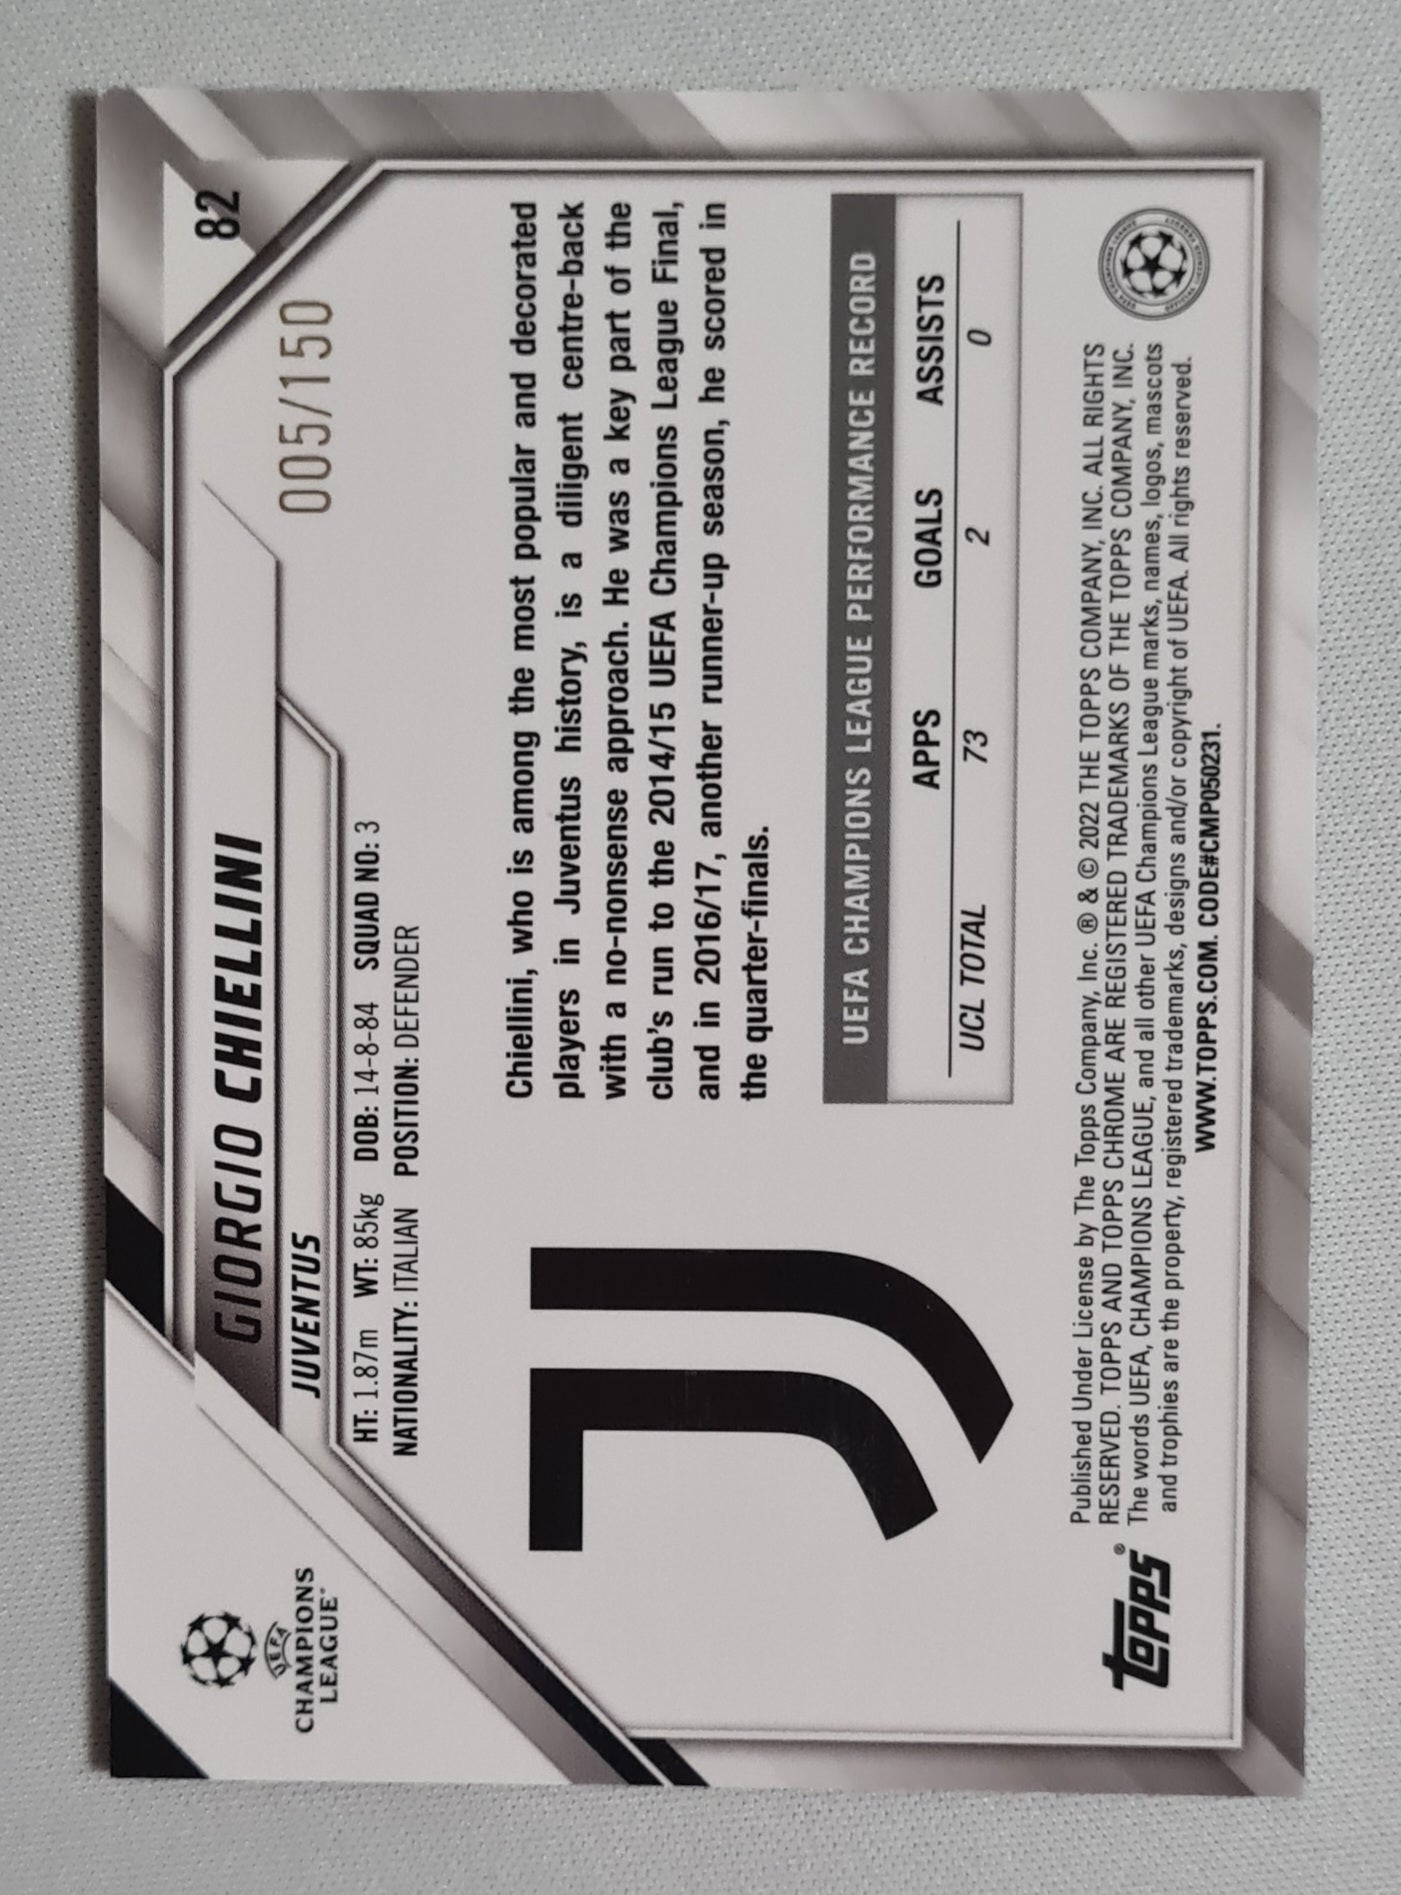 82
005/150
UEFA
CHAMPIONS
LEAGUE
GIORGIO CHIELLINI
JUVENTUS
HT: 1.87m WT: 85kg DOB: 14-8-84 SQUAD NO: 3
NATIONALITY: ITALIAN POSITION: DEFENDER
Chiellini, who is among the most popular and decorated
players in Juventus history, is a diligent centre-back
with a no-nonsense approach. He was a key part of the
club's run to the 2014/15 UEFA Champions League Final,
and in 2016/17, another runner-up season, he scored in
the quarter-finals.
UEFA CHAMPIONS LEAGUE PERFORMANCE RECORD
APPS GOALS ASSISTS
UCL TOTAL 73 2 0
topps®
Published Under License by The Topps Company, Inc. ® & © 2022 THE TOPPS COMPANY, INC. ALL RIGHTS
RESERVED. TOPPS AND TOPPS CHROME ARE REGISTERED TRADEMARKS OF THE TOPPS COMPANY, INC.
The words UEFA, CHAMPIONS LEAGUE, and all other UEFA Champions League marks, names, logos, mascots
and trophies are the property, registered trademarks, designs and/or copyright of UEFA. All rights reserved.
WWW.TOPPS.COM. CODE#CMP050231.